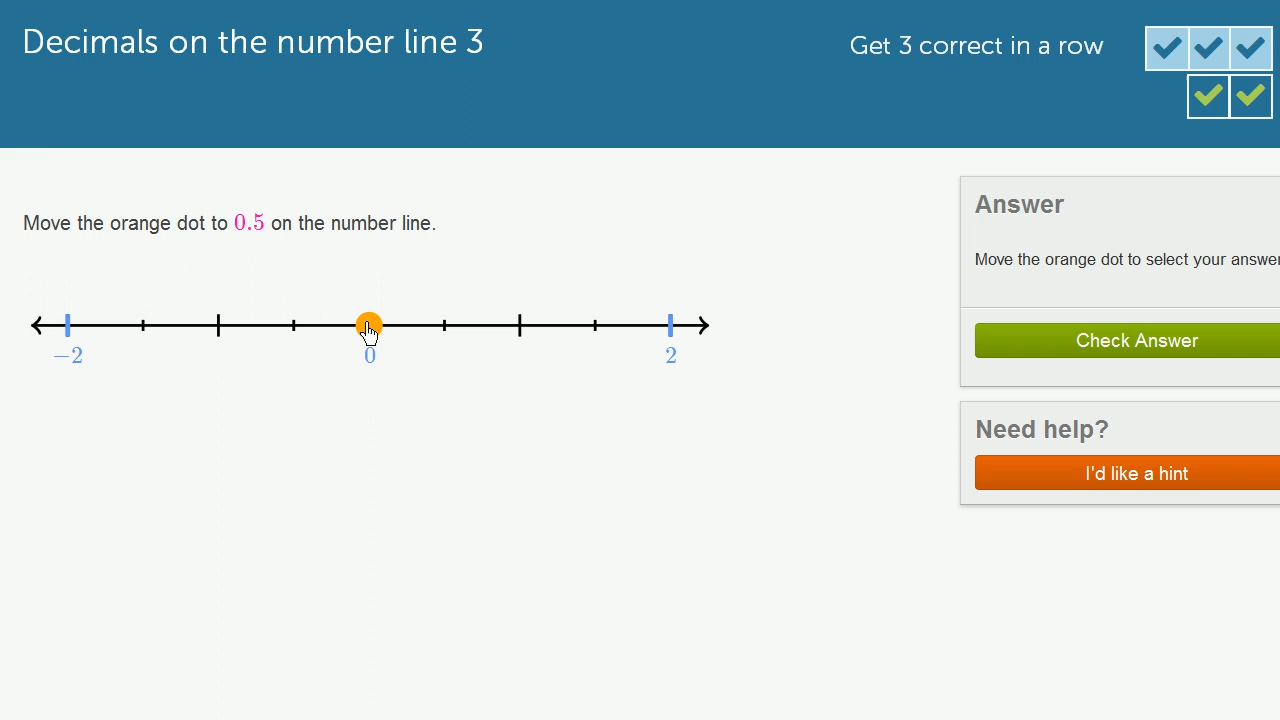 Decimals on the number line 3
Get 3 correct in a row
Move the orange dot to 0.5 on the number line.
Answer
Move the orange dot to select your answer
−2
0
2
Check Answer
Need help?
I'd like a hint